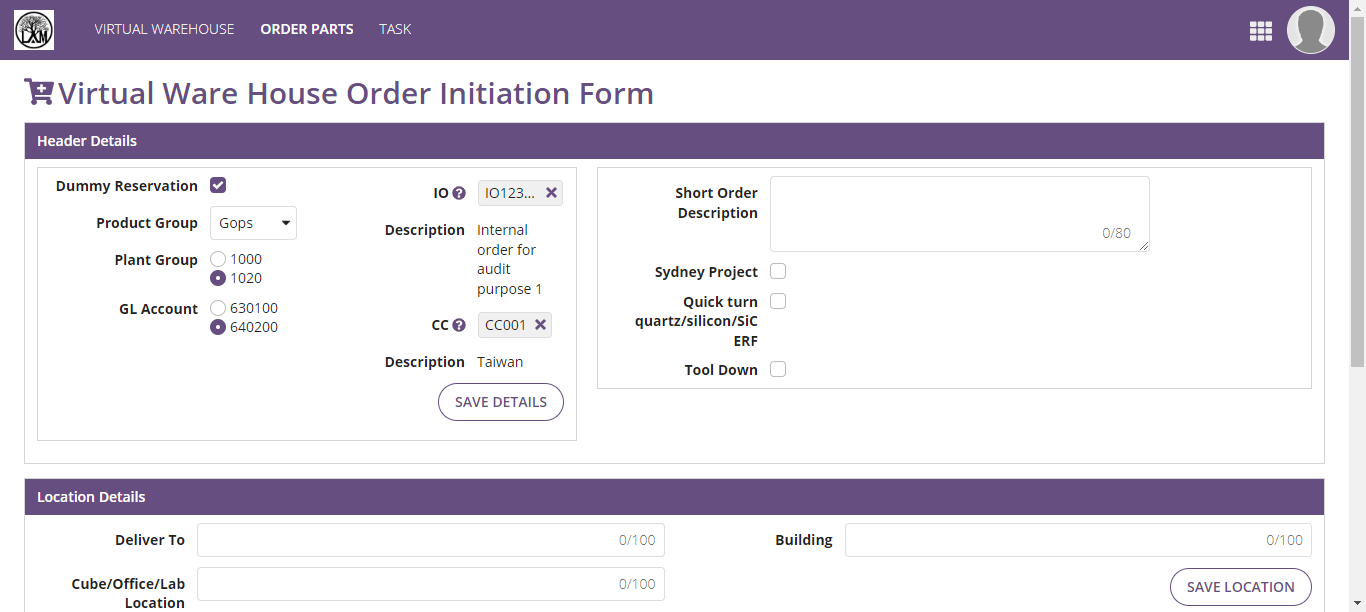 LXM
VIRTUAL WAREHOUSE
ORDER PARTS
TASK
Virtual Ware House Order Initiation Form
Header Details
Dummy Reservation
Product Group
Gops
Plant Group
1000
1020
GL Account
630100
640200
IO
IO123...
Description
Internal
order for
audit
purpose 1
CC
CC001
Description
Taiwan
SAVE DETAILS
Short Order
Description
0/80
Sydney Project
Quick turn
quartz/silicon/SiC
ERF
Tool Down
Location Details
Deliver To
0/100
Building
0/100
Cube/Office/Lab
Location
0/100
SAVE LOCATION